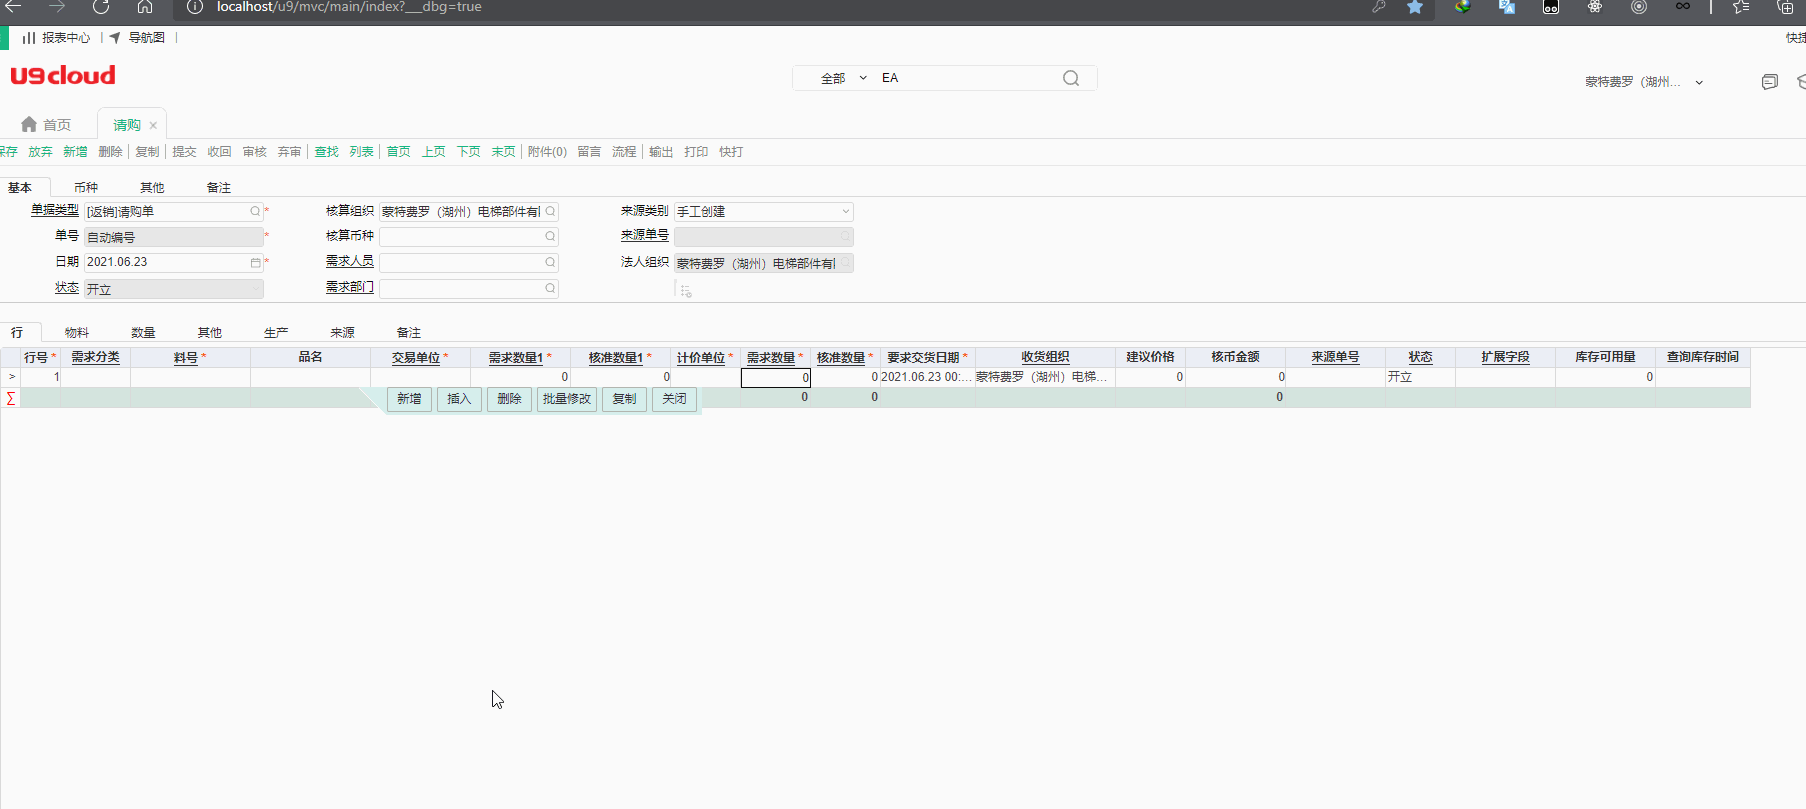 localhost/u9/mvc/main/index?___dbg=true
报表中心 | 导航图 | 快捷
U9cloud 全部 EA 蒙特费罗（湖州...
首页 请购 ×
保存 放弃 新增 删除 复制 提交 收回 审核 弃审 查找 列表 首页 上页 下页 末页 附件(0) 留言 流程 输出 打印 快打
基本 币种 其他 备注
单据类型 [返销]请购单 * 核算组织 蒙特费罗（湖州）电梯部件有 来源类别 手工创建
单号 自动编号 * 核算币种 来源单号
日期 2021.06.23 * 需求人员 法人组织 蒙特费罗（湖州）电梯部件有
状态 开立 需求部门
行 物料 数量 其他 生产 来源 备注
行号 * 需求分类 料号 * 品名 交易单位 * 需求数量1 * 核准数量1 * 计价单位 * 需求数量 * 核准数量 * 要求交货日期 * 收货组织 建议价格 核币金额 来源单号 状态 扩展字段 库存可用量 查询库存时间
> 1 0 0 0 0 2021.06.23 00:... 蒙特费罗（湖州）电梯... 0 0 开立 0
∑ 新增 插入 删除 批量修改 复制 关闭 0 0 0